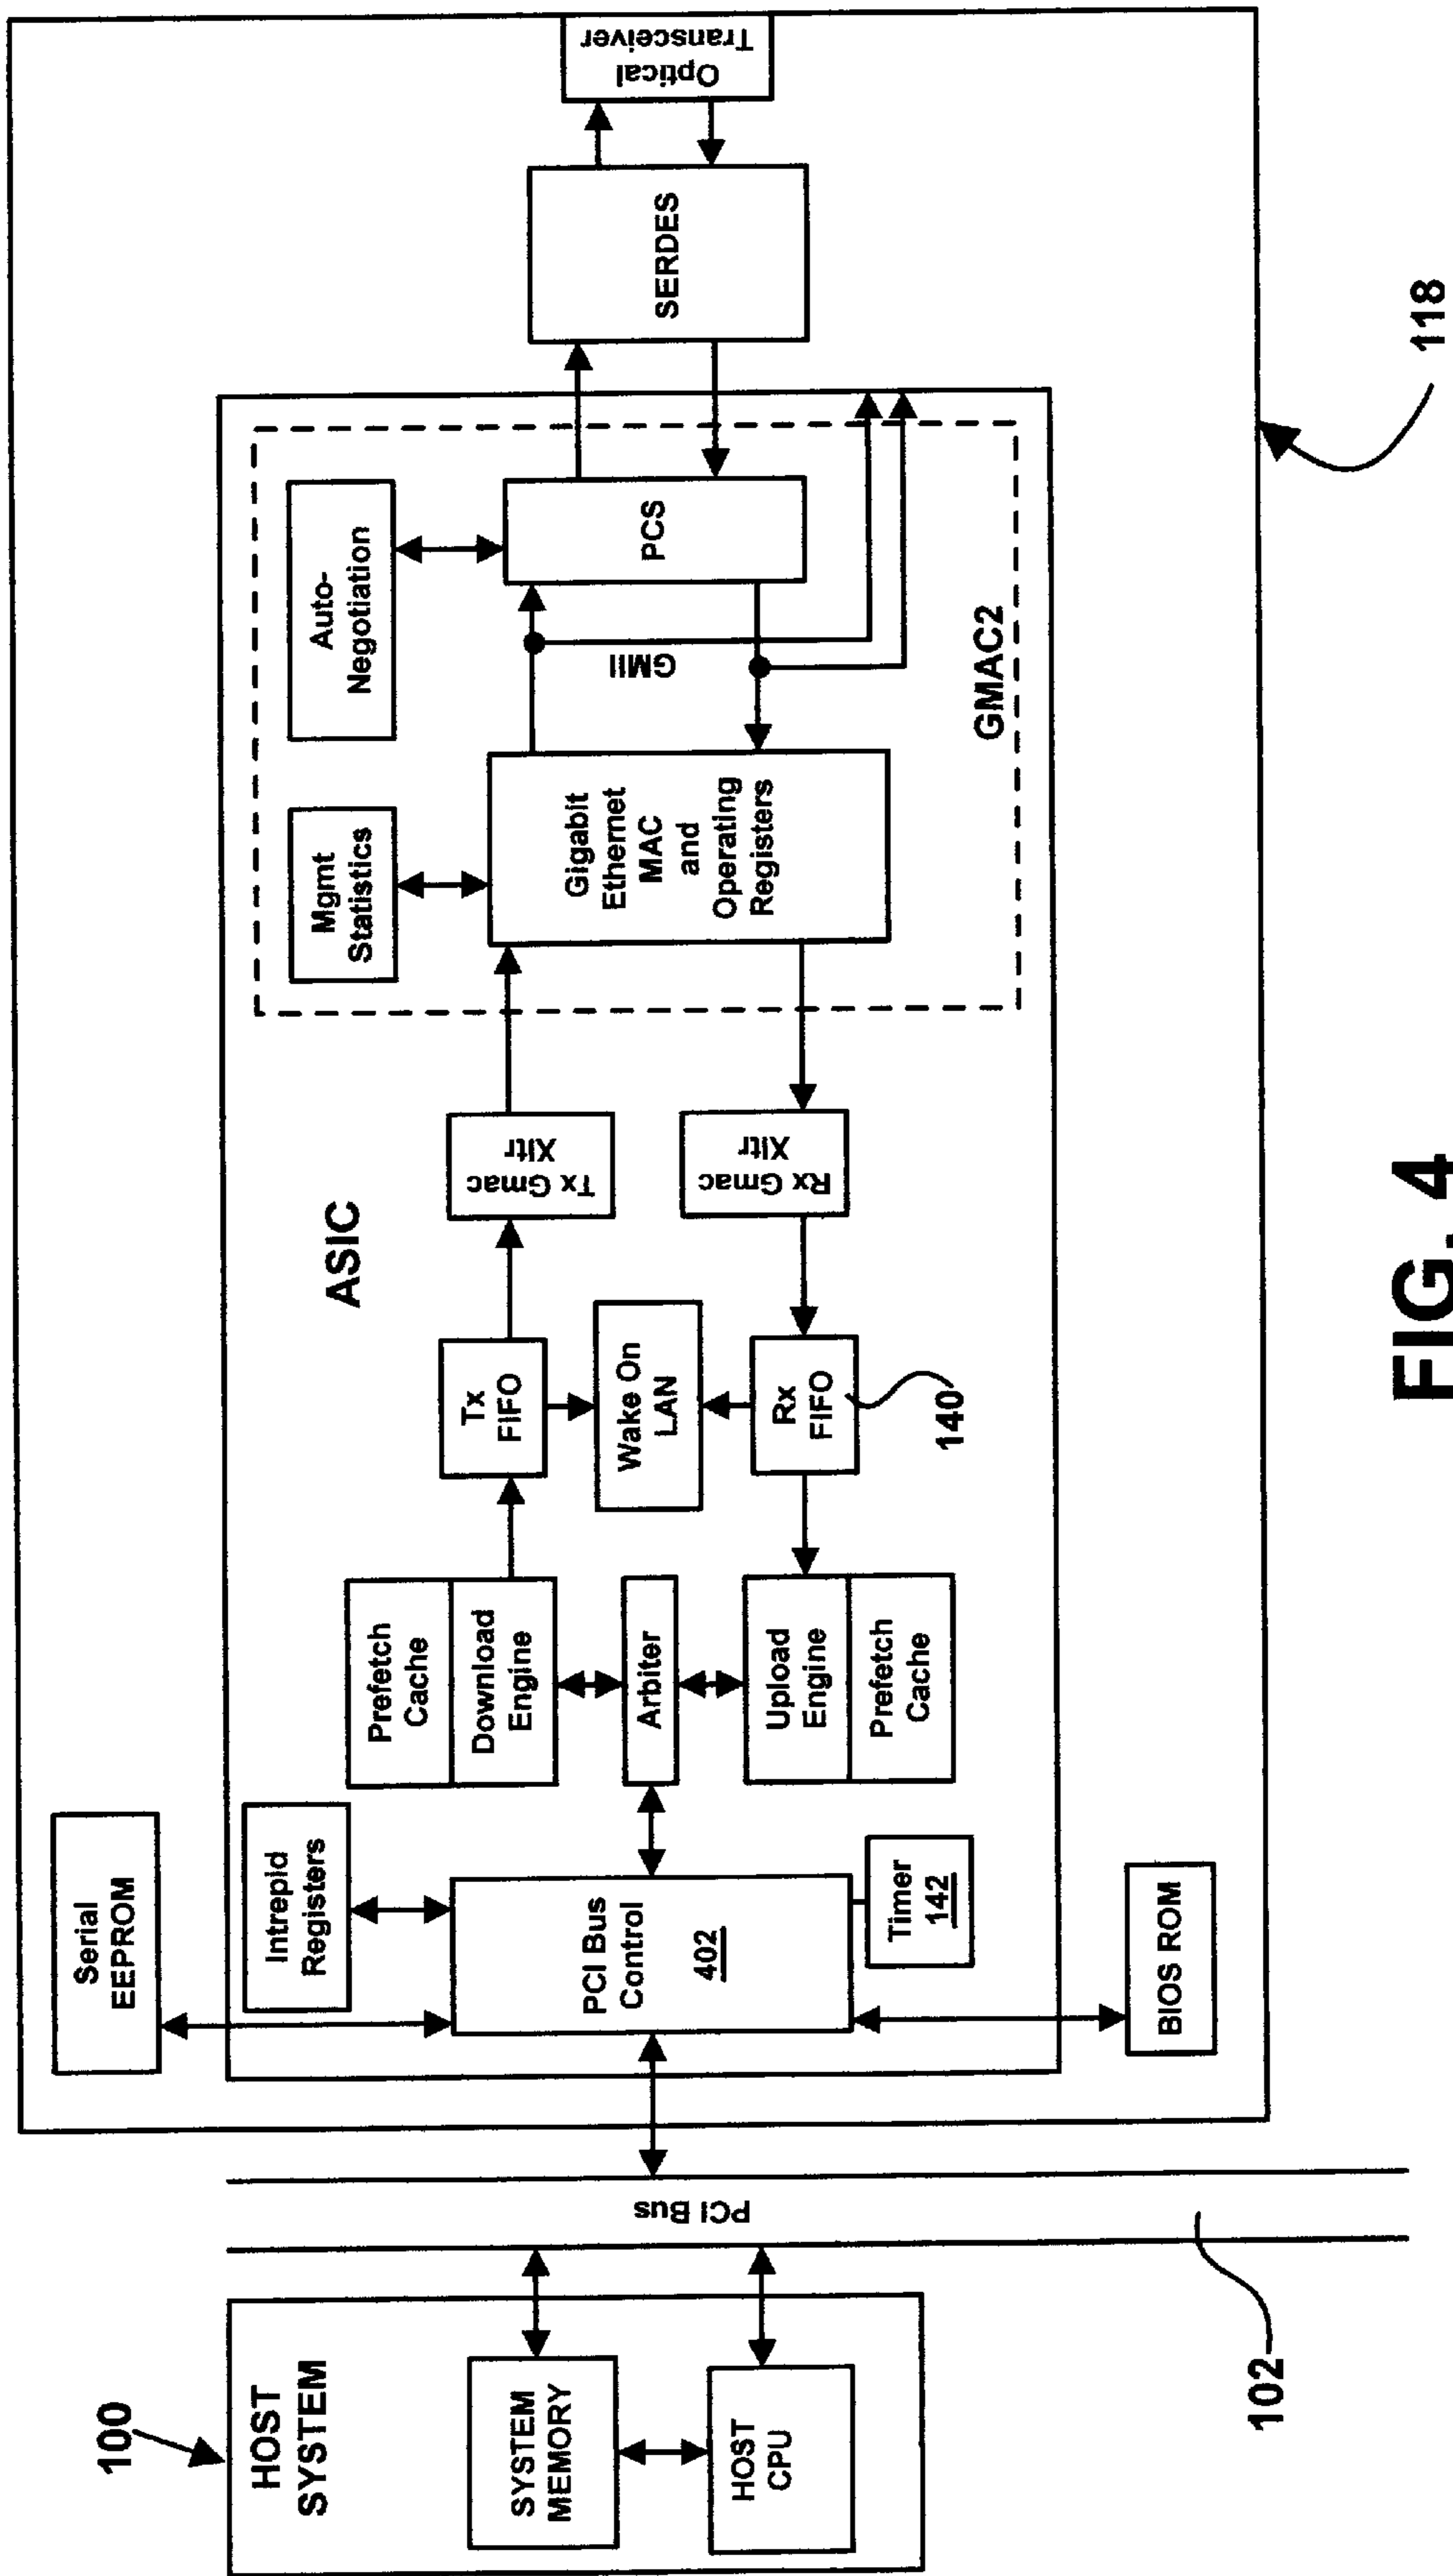 100
HOST
SYSTEM
SYSTEM
MEMORY
HOST
CPU
PCI Bus
102
Serial
EEPROM
Intrepid
Registers
PCI Bus
Control
402
Timer
142
BIOS ROM
Prefetch
Cache
Download
Engine
Arbiter
Upload
Engine
Prefetch
Cache
ASIC
Tx
FIFO
Wake On
LAN
Rx
FIFO
140
Tx Gmac
Xltr
Rx Gmac
Xltr
Mgmt
Statistics
Gigabit
Ethernet
MAC
and
Operating
Registers
Auto-
Negotiation
GMII
PCS
GMAC2
SERDES
Optical
Transceiver
118
FIG. 4